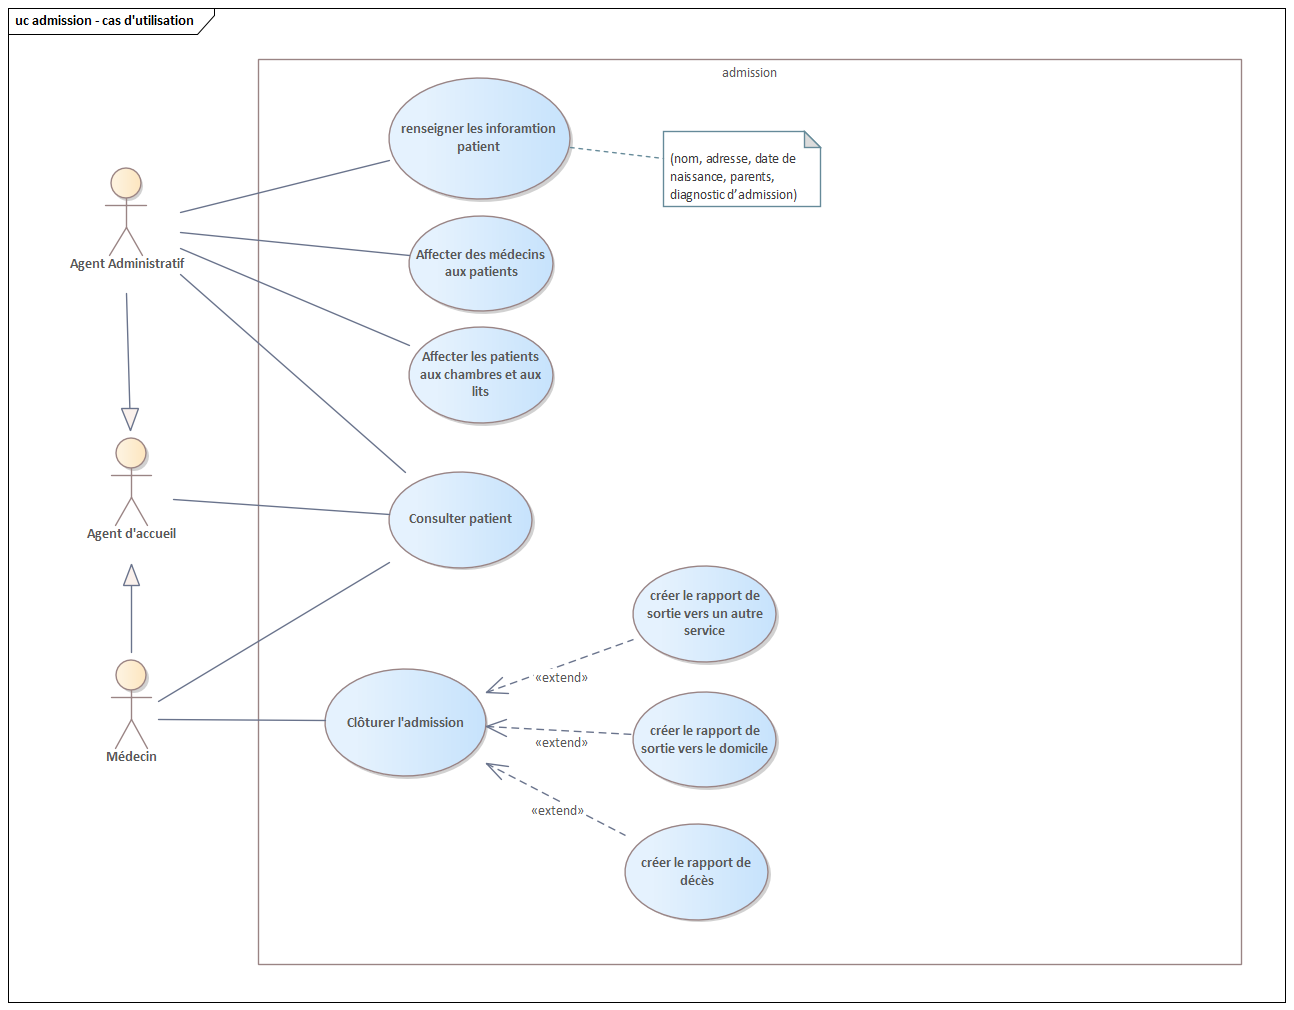 uc admission - cas d'utilisation
admission
renseigner les inforamtion
patient
(nom, adresse, date de
naissance, parents,
diagnostic d’admission)
Agent Administratif
Affecter des médecins
aux patients
Affecter les patients
aux chambres et aux
lits
Agent d'accueil
Consulter patient
créer le rapport de
sortie vers un autre
service
«extend»
Médecin
Clôturer l'admission
créer le rapport de
sortie vers le domicile
«extend»
«extend»
créer le rapport de
décès